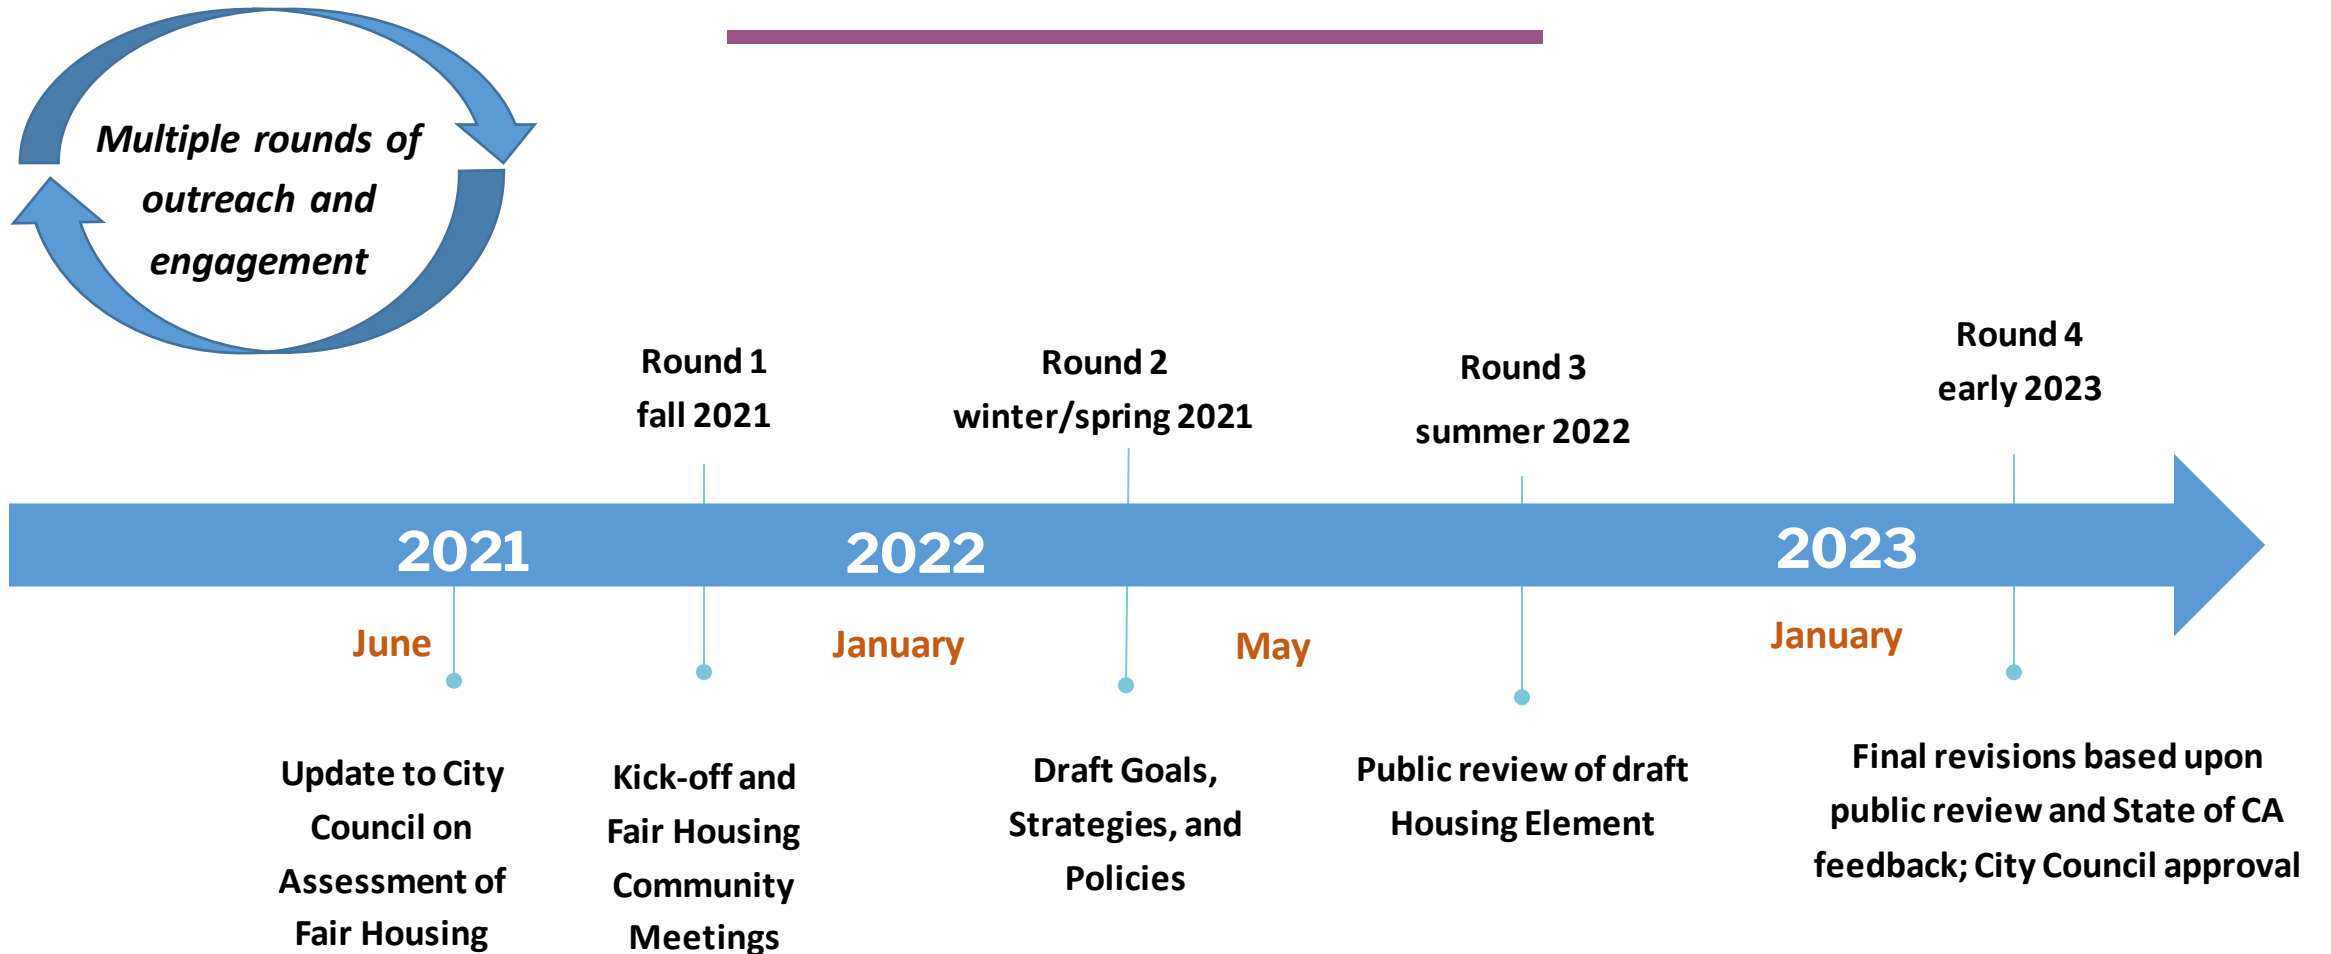 Multiple rounds of
outreach and
engagement
Round 1
fall 2021
Round 2
winter/spring 2021
Round 3
summer 2022
Round 4
early 2023
2021
2022
2023
June
January
May
January
Update to City
Council on
Assessment of
Fair Housing
Kick-off and
Fair Housing
Community
Meetings
Draft Goals,
Strategies, and
Policies
Public review of draft
Housing Element
Final revisions based upon
public review and State of CA
feedback; City Council approval